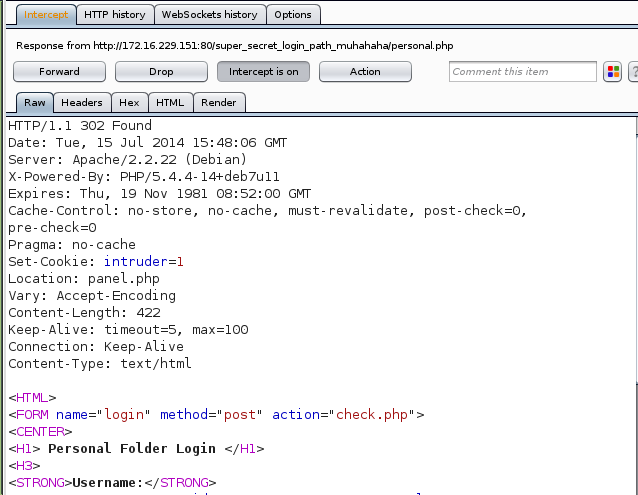 Intercept HTTP history WebSockets history Options
Response from http://172.16.229.151:80/super_secret_login_path_muhahaha/personal.php
Forward Drop Intercept is on Action Comment this item ?
Raw Headers Hex HTML Render
HTTP/1.1 302 Found
Date: Tue, 15 Jul 2014 15:48:06 GMT
Server: Apache/2.2.22 (Debian)
X-Powered-By: PHP/5.4.4-14+deb7u11
Expires: Thu, 19 Nov 1981 08:52:00 GMT
Cache-Control: no-store, no-cache, must-revalidate, post-check=0,
pre-check=0
Pragma: no-cache
Set-Cookie: intruder=1
Location: panel.php
Vary: Accept-Encoding
Content-Length: 422
Keep-Alive: timeout=5, max=100
Connection: Keep-Alive
Content-Type: text/html
<HTML>
<FORM name="login" method="post" action="check.php">
<CENTER>
<H1> Personal Folder Login </H1>
<H3>
<STRONG>Username:</STRONG>